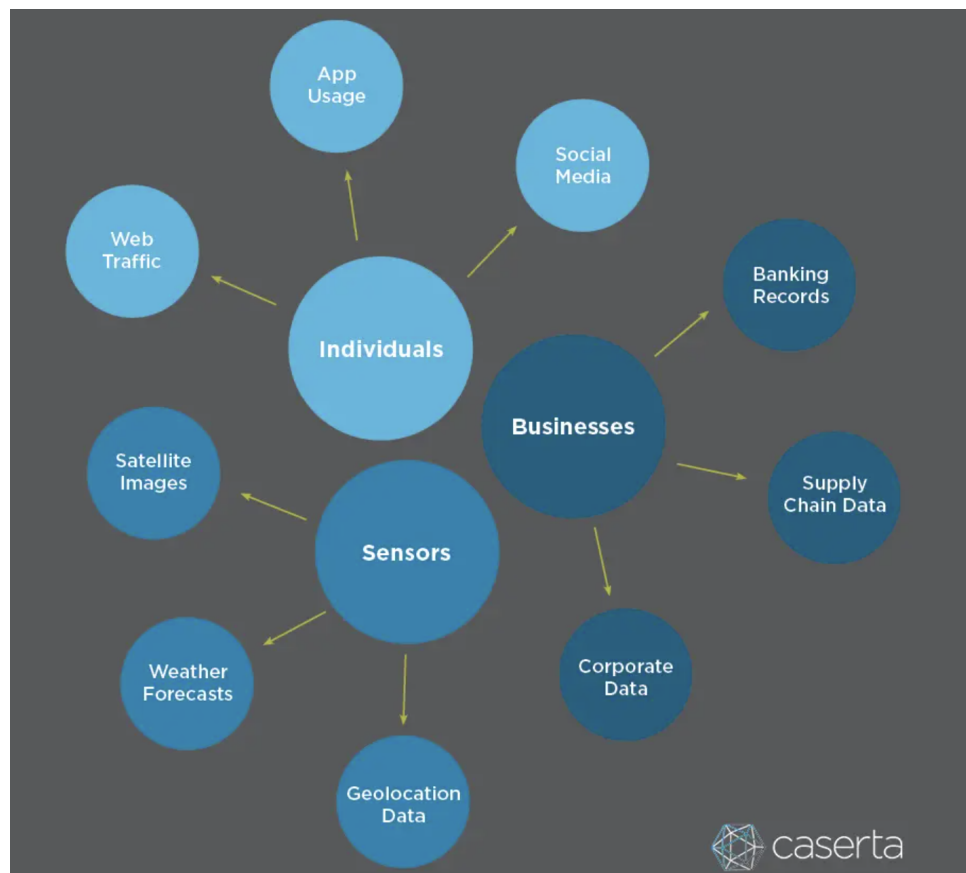 App
Usage
Social
Media
Web
Traffic
Banking
Records
Individuals
Businesses
Satellite
Images
Supply
Chain Data
Sensors
Weather
Forecasts
Corporate
Data
Geolocation
Data
caserta